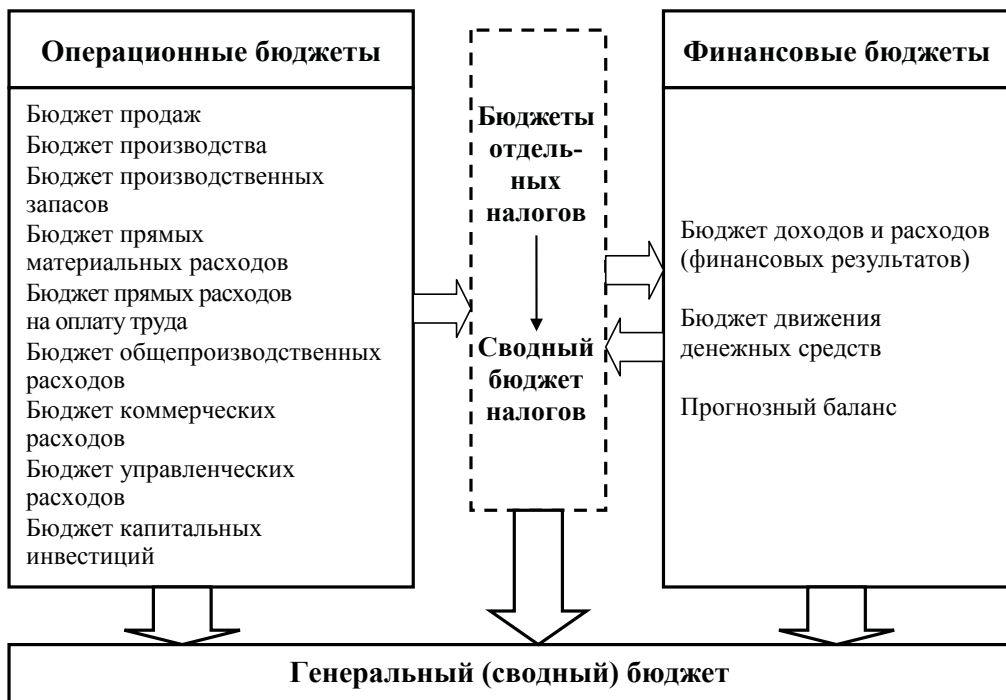 Операционные бюджеты
Бюджет продаж
Бюджет производства
Бюджет производственных
запасов
Бюджет прямых
материальных расходов
Бюджет прямых расходов
на оплату труда
Бюджет общепроизводственных
расходов
Бюджет коммерческих
расходов
Бюджет управленческих
расходов
Бюджет капитальных
инвестиций
Бюджеты
отдель-
ных
налогов
Сводный
бюджет
налогов
Финансовые бюджеты
Бюджет доходов и расходов
(финансовых результатов)
Бюджет движения
денежных средств
Прогнозный баланс
Генеральный (сводный) бюджет